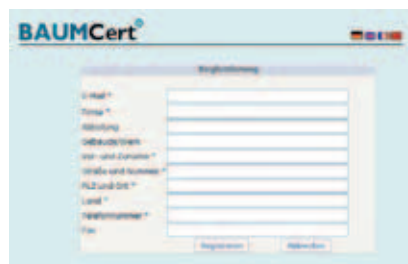 BAUMCert®
Registrierung
E-Mail *
Firma *
Abteilung
Gebäude/Werk
Vor- und Zuname *
Straße und Nummer *
PLZ und Ort *
Land *
Telefonnummer *
Fax
Registrieren Abbrechen